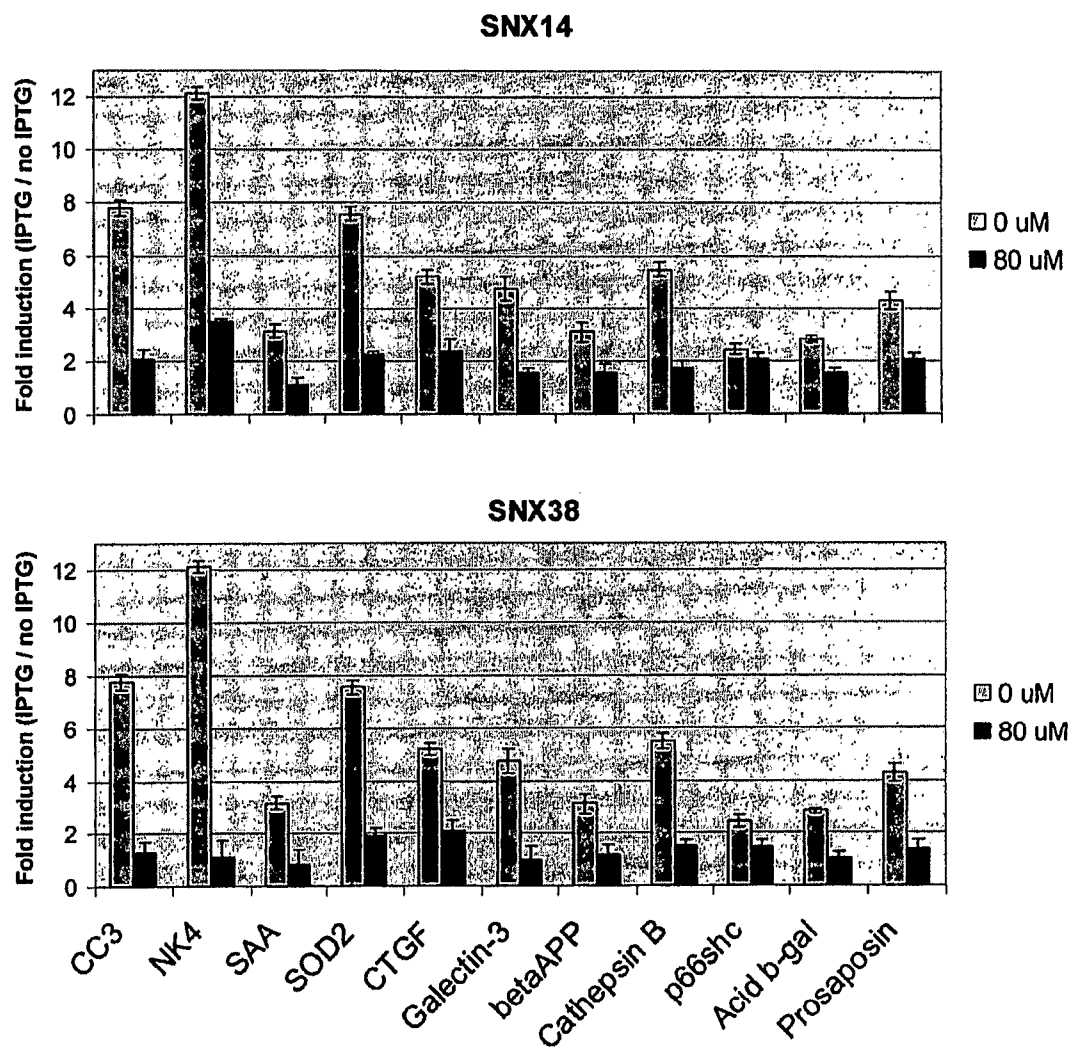 SNX14
Fold induction (IPTG / no IPTG)
12
10
8
6
4
2
0
0 uM
80 uM
SNX38
Fold induction (IPTG / no IPTG)
12
10
8
6
4
2
0
0 uM
80 uM
CC3
NK4
SAA
SOD2
CTGF
Galectin-3
betaAPP
Cathepsin B
p66shc
Acid b-gal
Prosaposin